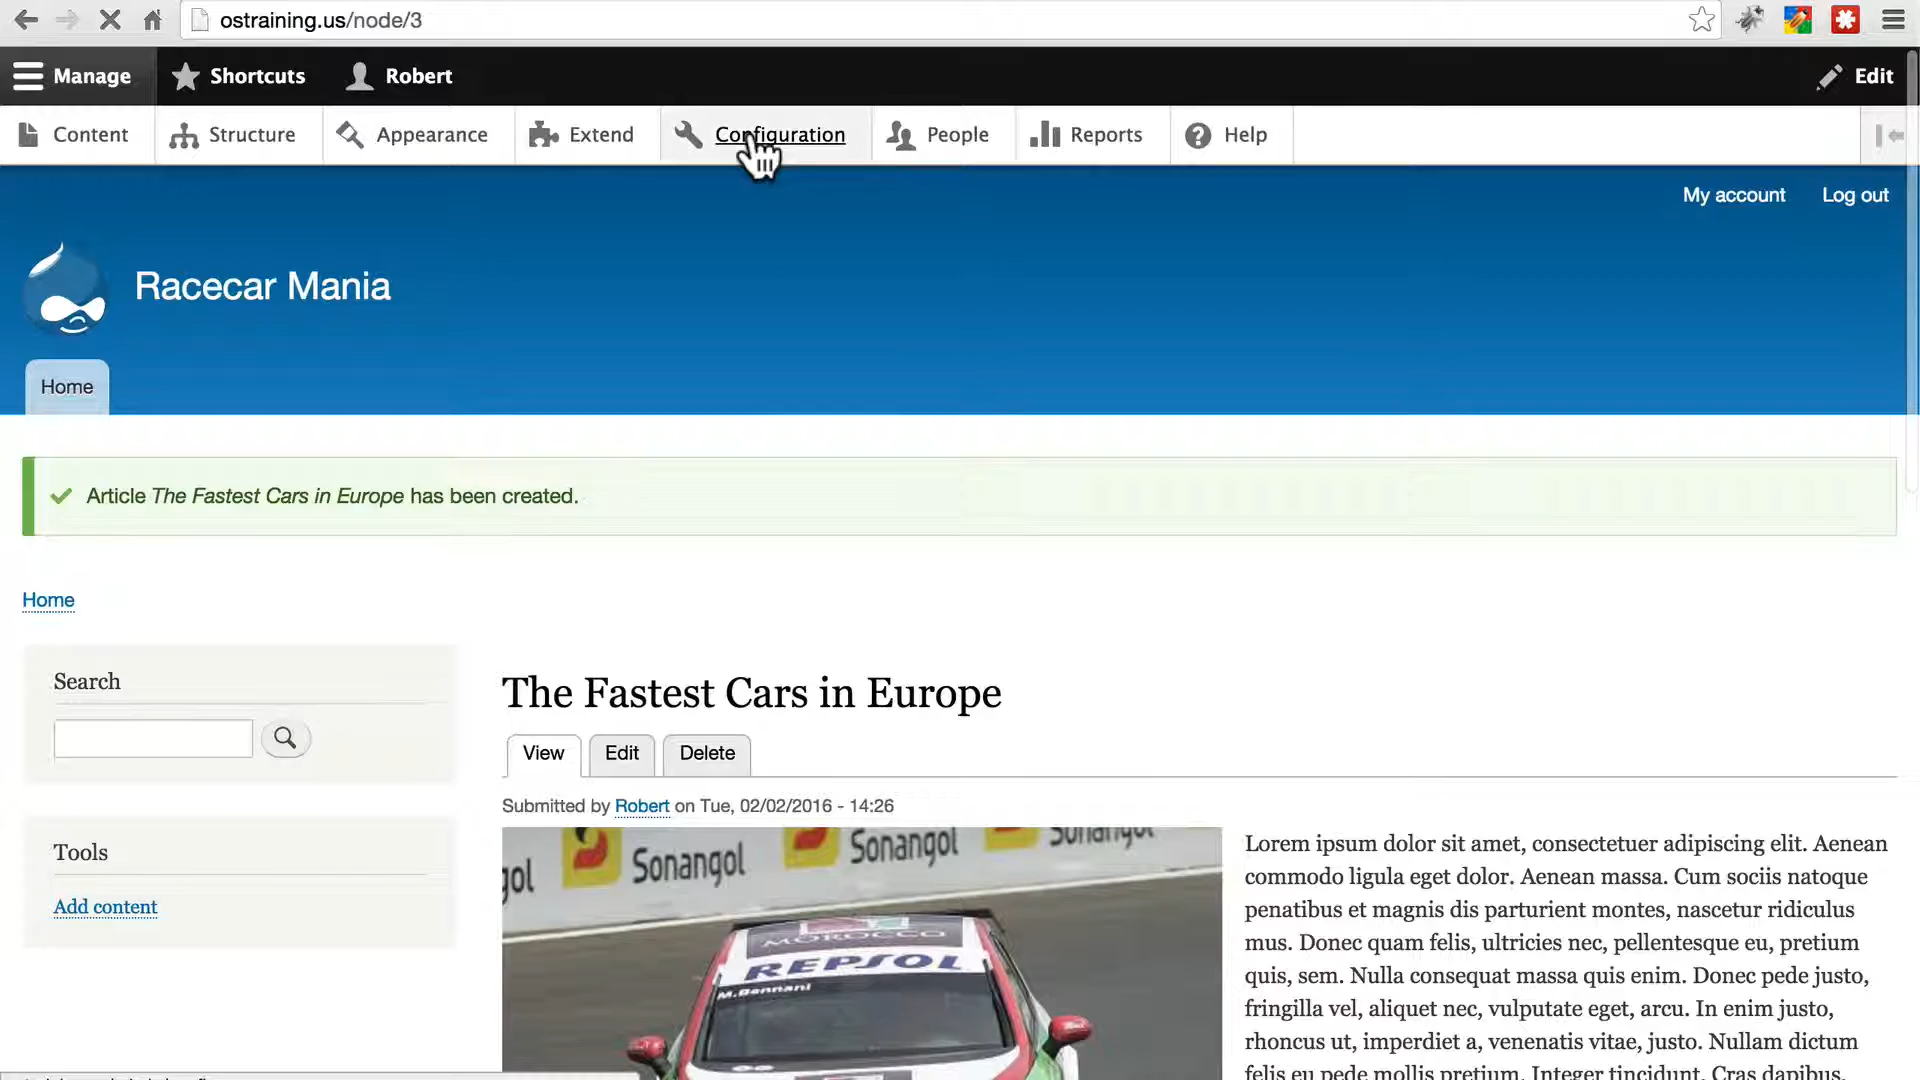 ostraining.us/node/3
Manage Shortcuts Robert Edit
Content Structure Appearance Extend Configuration People Reports Help
My account Log out
Racecar Mania
Home
Article The Fastest Cars in Europe has been created.
Home
Search
The Fastest Cars in Europe
View Edit Delete
Submitted by Robert on Tue, 02/02/2016 - 14:26
Tools
Add content
gol Sonangol Sonangol Sonangol
MOROCCO
REPSOL
M.Bennani
Lorem ipsum dolor sit amet, consectetuer adipiscing elit. Aenean
commodo ligula eget dolor. Aenean massa. Cum sociis natoque
penatibus et magnis dis parturient montes, nascetur ridiculus
mus. Donec quam felis, ultricies nec, pellentesque eu, pretium
quis, sem. Nulla consequat massa quis enim. Donec pede justo,
fringilla vel, aliquet nec, vulputate eget, arcu. In enim justo,
rhoncus ut, imperdiet a, venenatis vitae, justo. Nullam dictum
felis eu pede mollis pretium. Integer tincidunt. Cras dapibus.